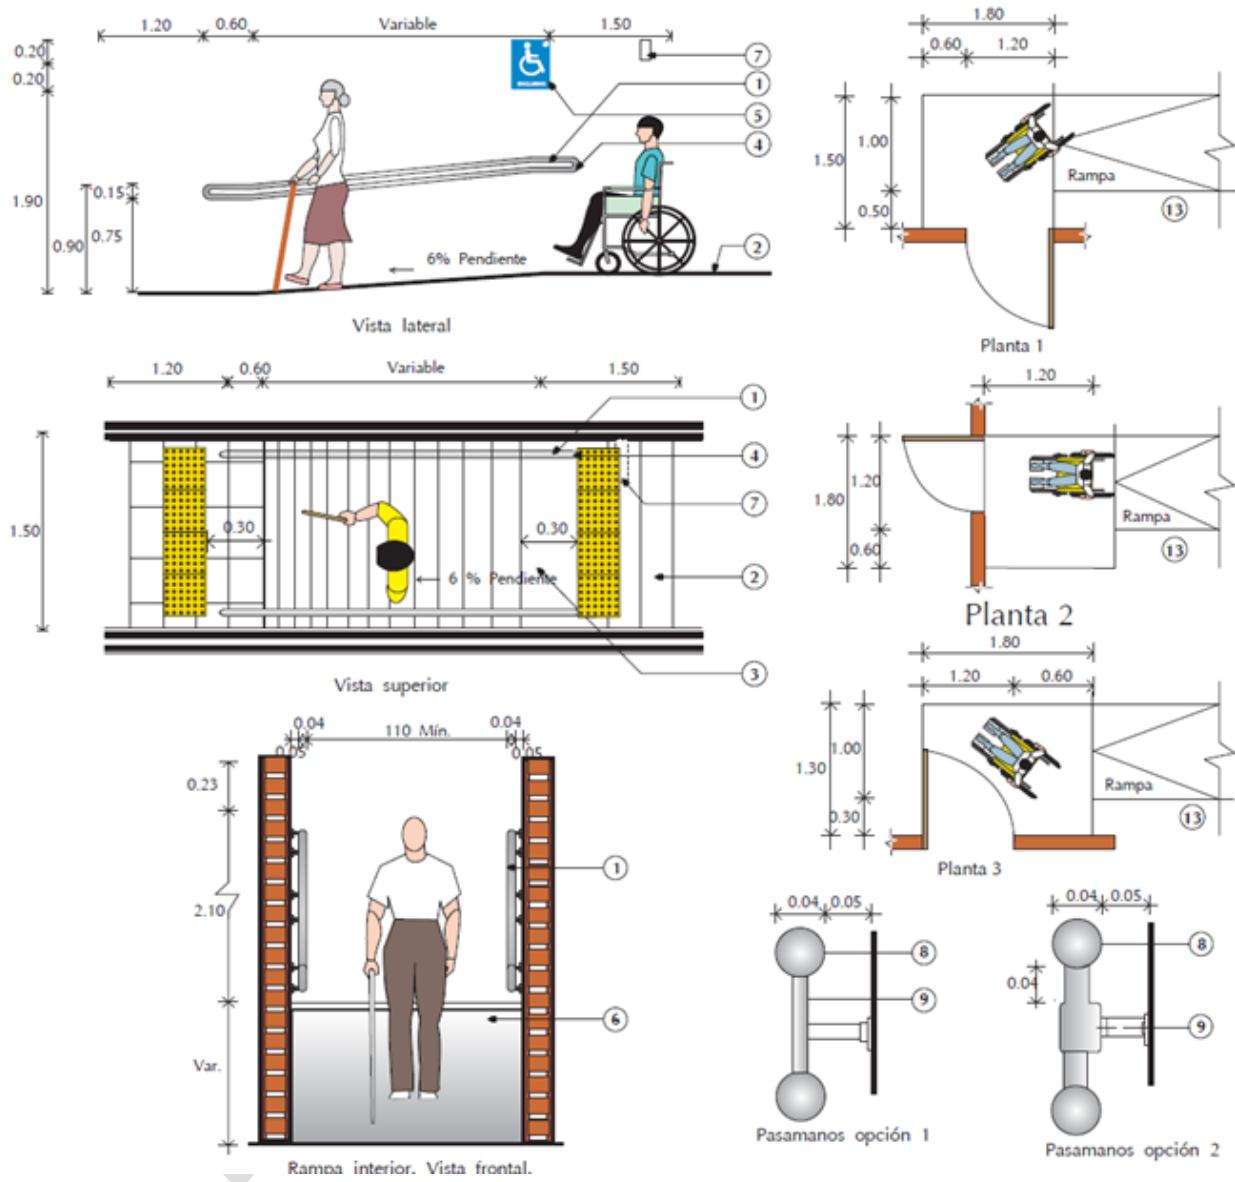 1.20 0.60 Variable 1.50
0.20
0.20
1.90
0.90
0.15
0.75
6% Pendiente
7
1
5
4
2
Vista lateral
1.20 0.60 Variable 1.50
1.50
0.30
0.30
6 % Pendiente
1
4
7
2
3
Vista superior
0.04 110 Mín. 0.04
0.05 0.05
0.23
2.10
Var.
1
6
Rampa interior. Vista frontal.
1.80
0.60 1.20
1.50
1.00
0.50
Rampa
13
Planta 1
1.20
1.80
1.20
0.60
Rampa
13
Planta 2
1.80
1.20 0.60
1.30
1.00
0.30
Rampa
13
Planta 3
0.04 0.05
8
9
Pasamanos opción 1
0.04 0.05
0.04
8
9
Pasamanos opción 2